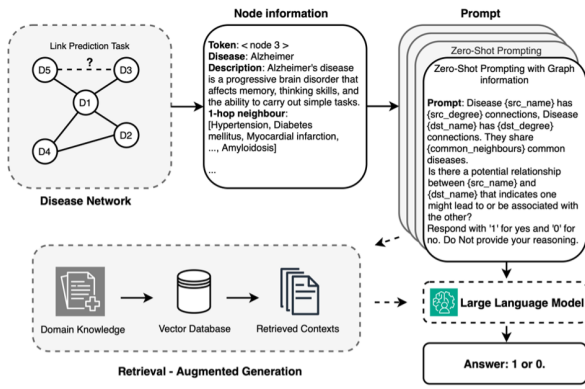 Link Prediction Task
?
D5
D3
D1
D2
D4
Disease Network
Node information
Token: < node 3 >
Disease: Alzheimer
Description: Alzheimer's disease
is a progressive brain disorder that
affects memory, thinking skills, and
the ability to carry out simple tasks.
1-hop neighbour:
[Hypertension, Diabetes
mellitus, Myocardial infarction,
..., Amyloidosis]
...
Prompt
Zero-Shot Prompting
Zero-Shot Prompting with Graph
information
Prompt: Disease {src_name} has
{src_degree} connections, Disease
{dst_name} has {dst_degree}
connections. They share
{common_neighbours} common
diseases.
Is there a potential relationship
between {src_name} and
{dst_name} that indicates one
might lead to or be associated with
the other?
Respond with '1' for yes and '0' for
no. Do Not provide your reasoning.
Domain Knowledge
Vector Database
Retrieved Contexts
Retrieval - Augmented Generation
Large Language Model
Answer: 1 or 0.